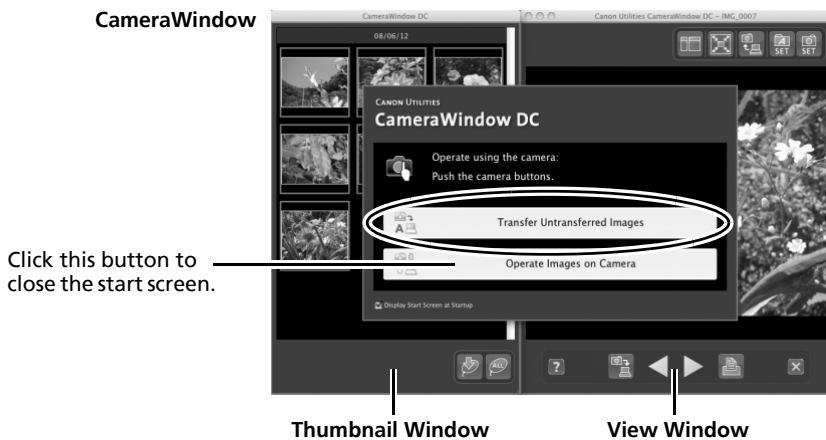 CameraWindow
CameraWindow DC
Canon Utilities CameraWindow DC – IMG_0007
08/06/12
SET
SET
CANON UTILITIES
CameraWindow DC
Operate using the camera:
Push the camera buttons.
A
Transfer Untransferred Images
Operate Images on Camera
Display Start Screen at Startup
Click this button to
close the start screen.
ALL
?
Thumbnail Window
View Window